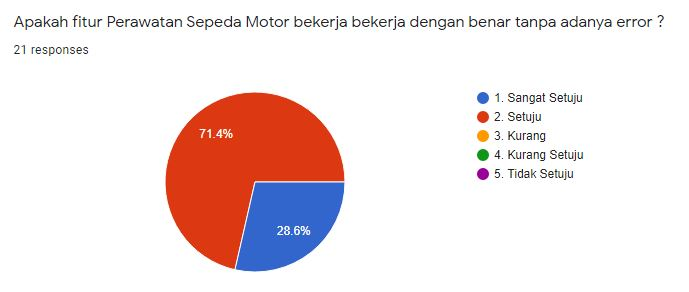 Apakah fitur Perawatan Sepeda Motor bekerja bekerja dengan benar tanpa adanya error ?
21 responses
71.4%
28.6%
1. Sangat Setuju
2. Setuju
3. Kurang
4. Kurang Setuju
5. Tidak Setuju